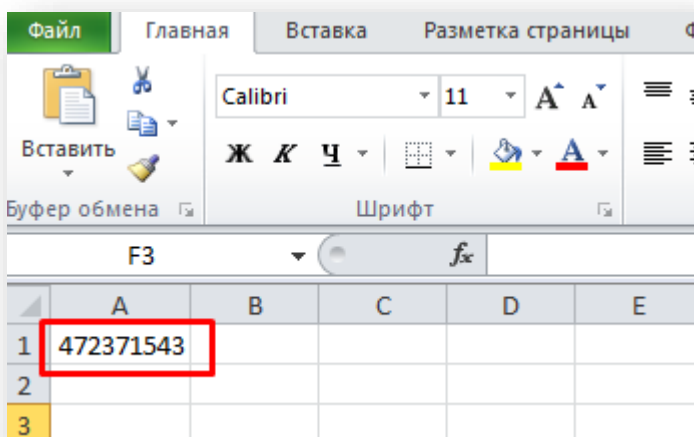 Файл Главная Вставка Разметка страницы
Calibri 11 А А
Вставить Ж К Ч А
Буфер обмена Шрифт
F3 fx
A B C D E
1 472371543
2
3